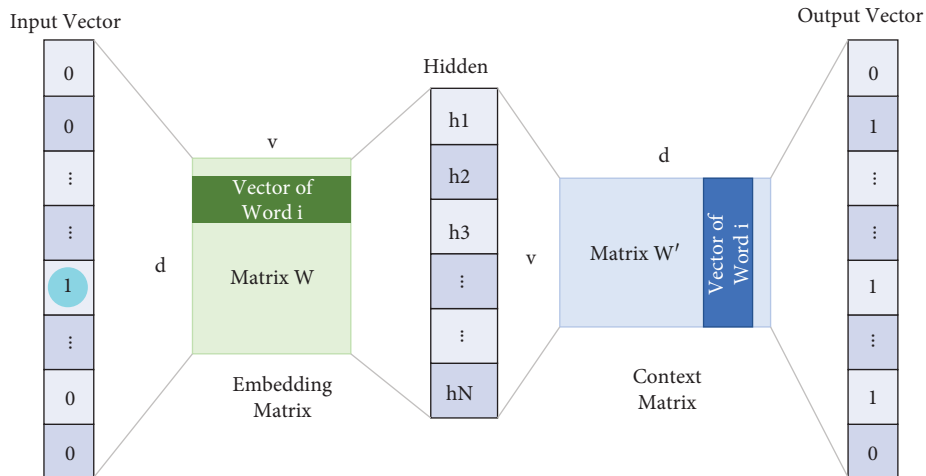 Input Vector
0
0
⋮
⋮
1
⋮
0
0
v
d
Vector of
Word i
Matrix W
Embedding
Matrix
Hidden
h1
h2
h3
⋮
⋮
hN
d
v
Matrix W′
Vector of
Word i
Context
Matrix
Output Vector
0
1
⋮
⋮
1
⋮
1
0